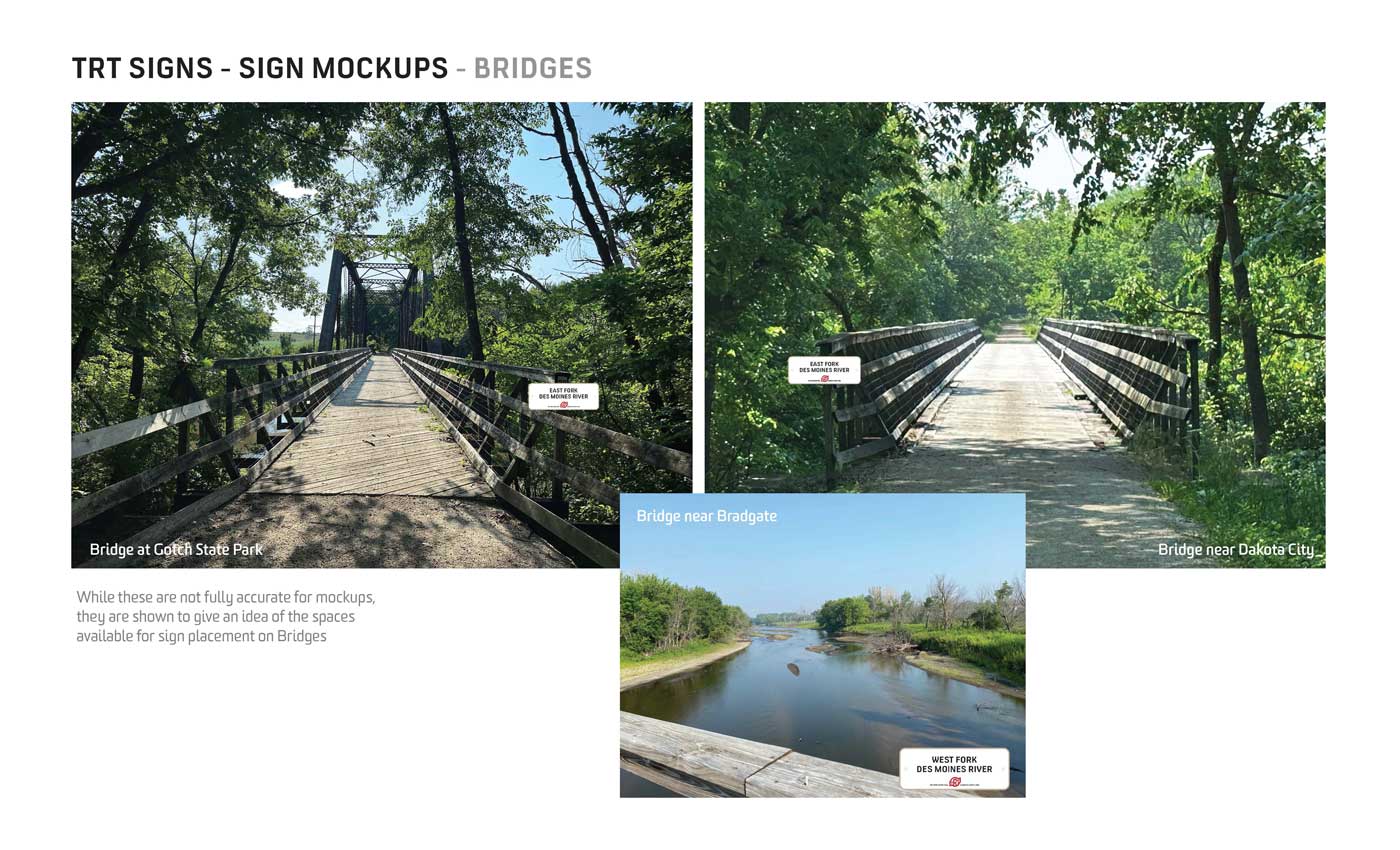 TRT SIGNS - SIGN MOCKUPS - BRIDGES
EAST FORK
DES MOINES RIVER
Bridge at Gotch State Park
EAST FORK
DES MOINES RIVER
Bridge near Dakota City
Bridge near Bradgate
WEST FORK
DES MOINES RIVER
While these are not fully accurate for mockups,
they are shown to give an idea of the spaces
available for sign placement on Bridges